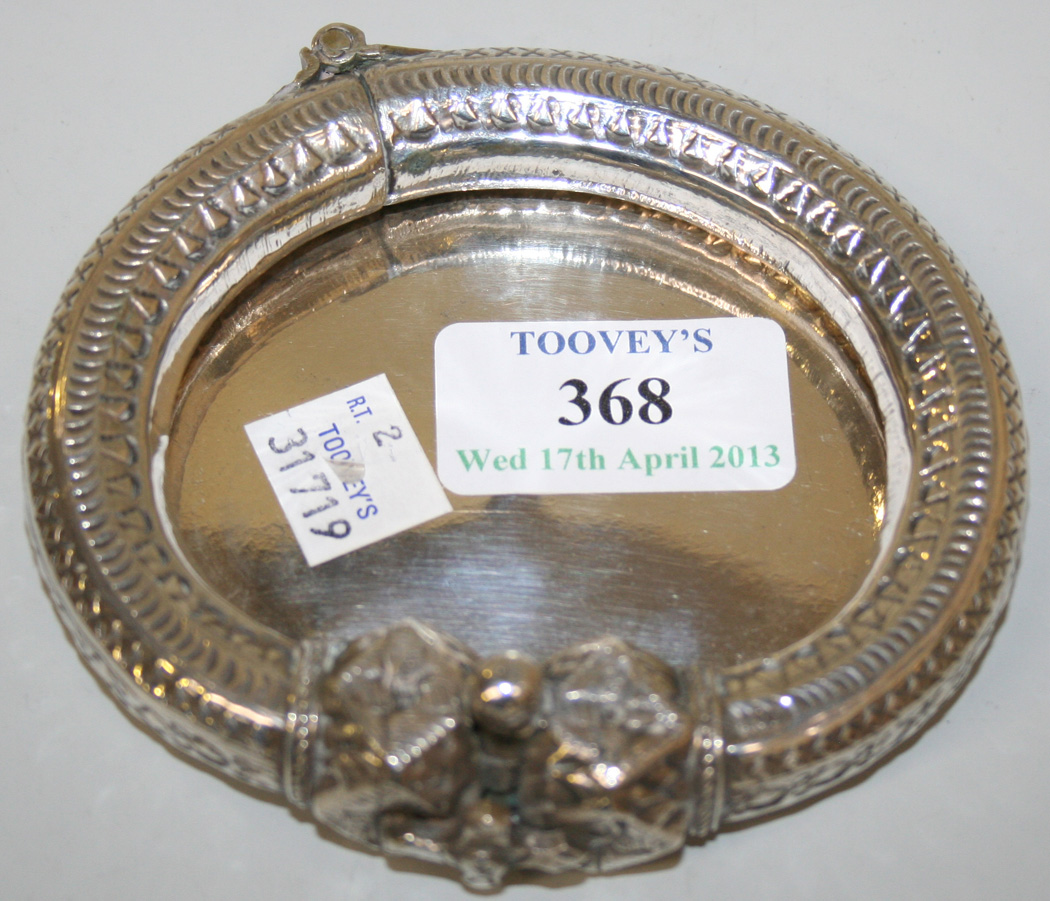 TOOVEY'S
368
Wed 17th April 2013
R.T. 2
TOOVEY'S
31719